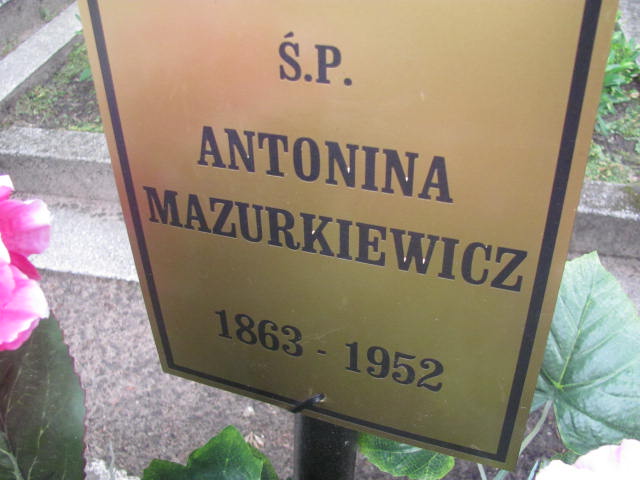 Ś.P.
ANTONINA
MAZURKIEWICZ
1863 - 1952